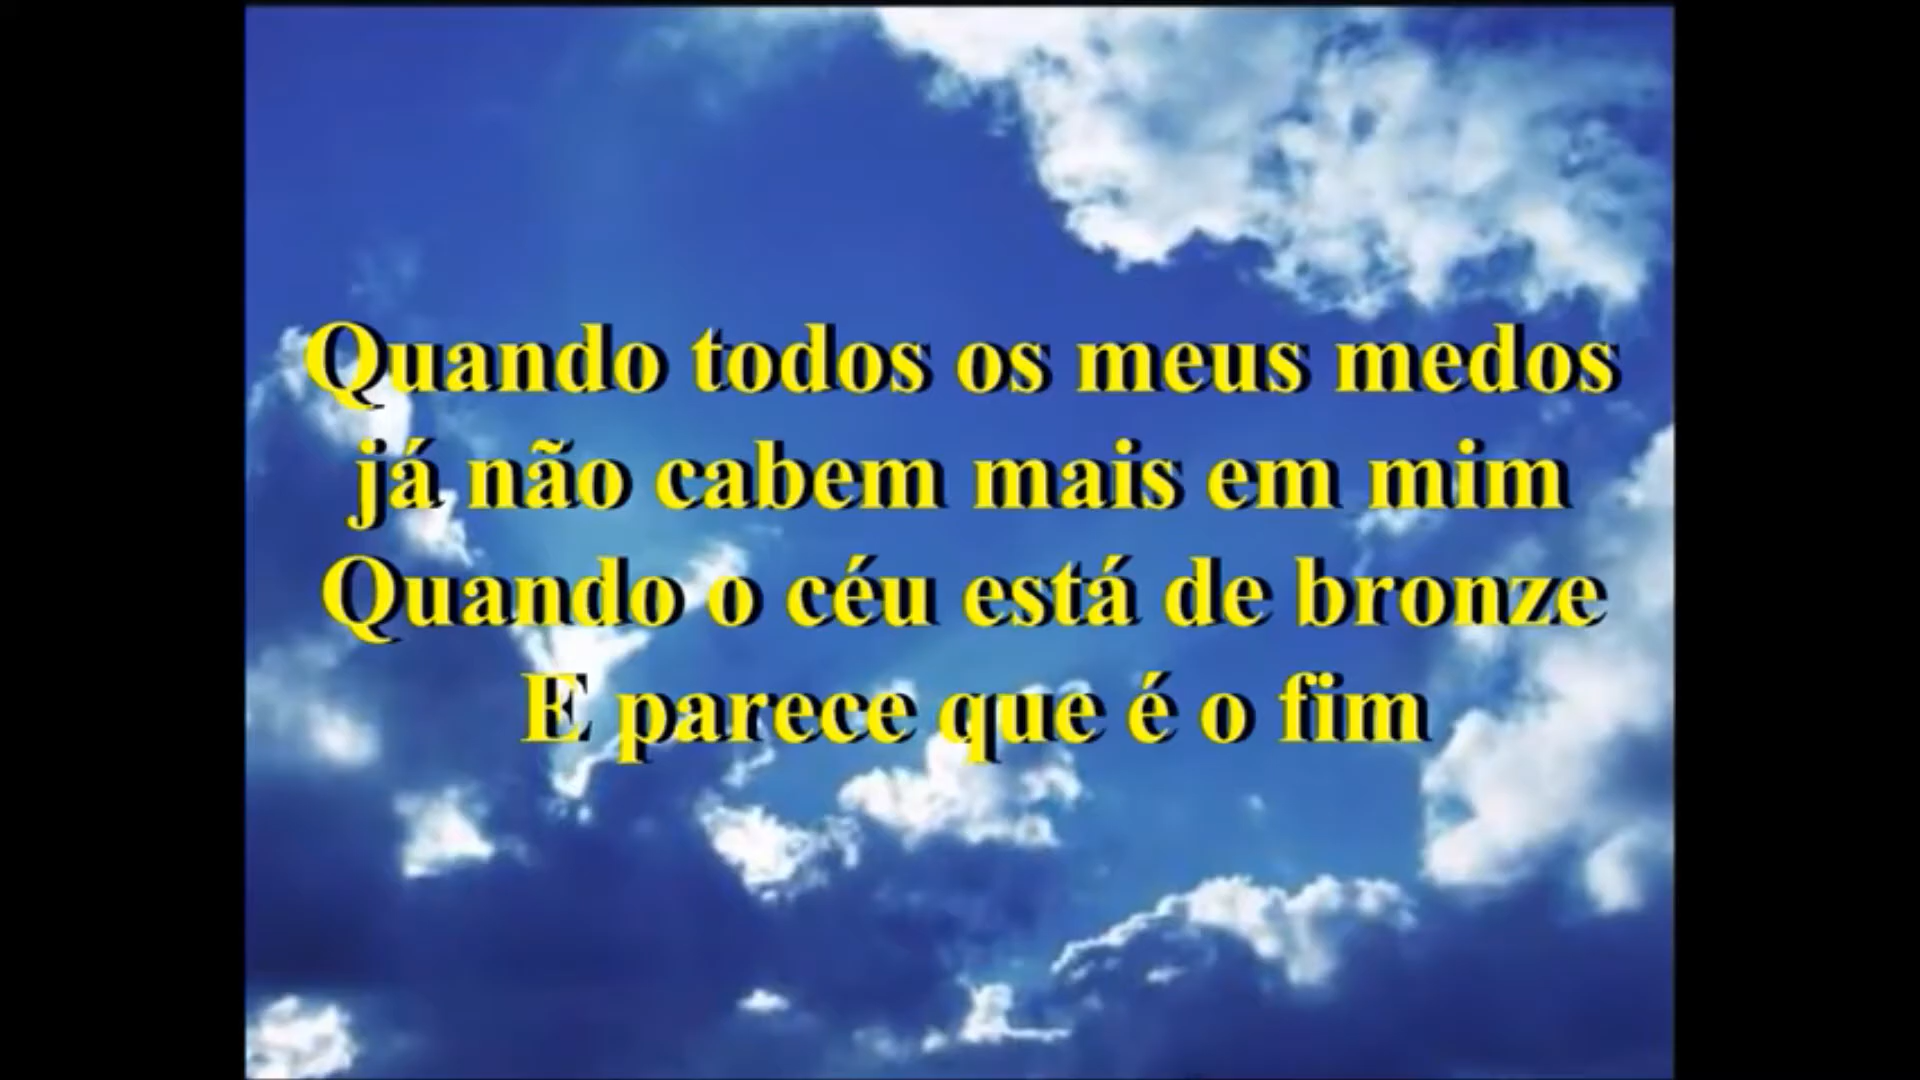 Quando todos os meus medos
já não cabem mais em mim
Quando o céu está de bronze
E parece que é o fim